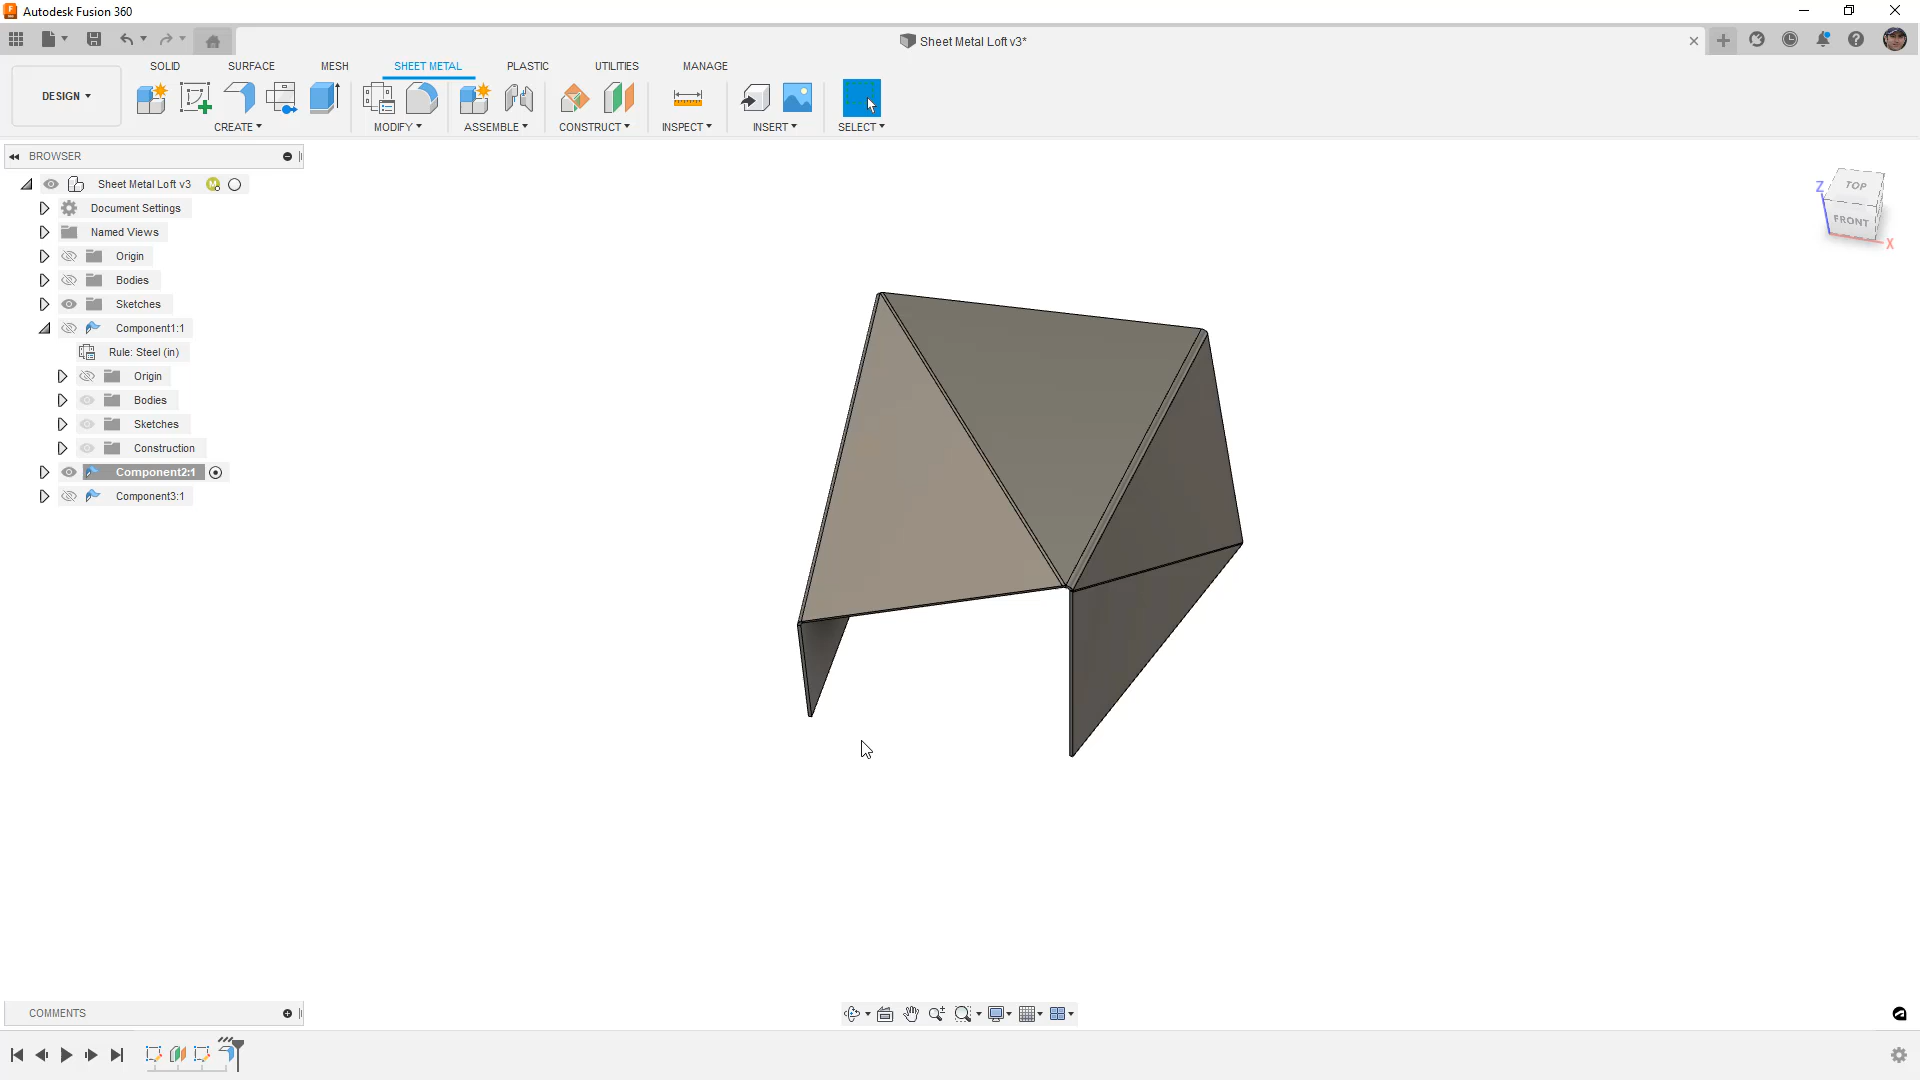 Autodesk Fusion 360
Sheet Metal Loft v3*
SOLID
SURFACE
MESH
SHEET METAL
PLASTIC
UTILITIES
MANAGE
DESIGN
CREATE
MODIFY
ASSEMBLE
CONSTRUCT
INSPECT
INSERT
SELECT
BROWSER
Sheet Metal Loft v3
Document Settings
Named Views
Origin
Bodies
Sketches
Component1:1
Rule: Steel (in)
Origin
Bodies
Sketches
Construction
Component2:1
Component3:1
Z
TOP
FRONT
X
COMMENTS